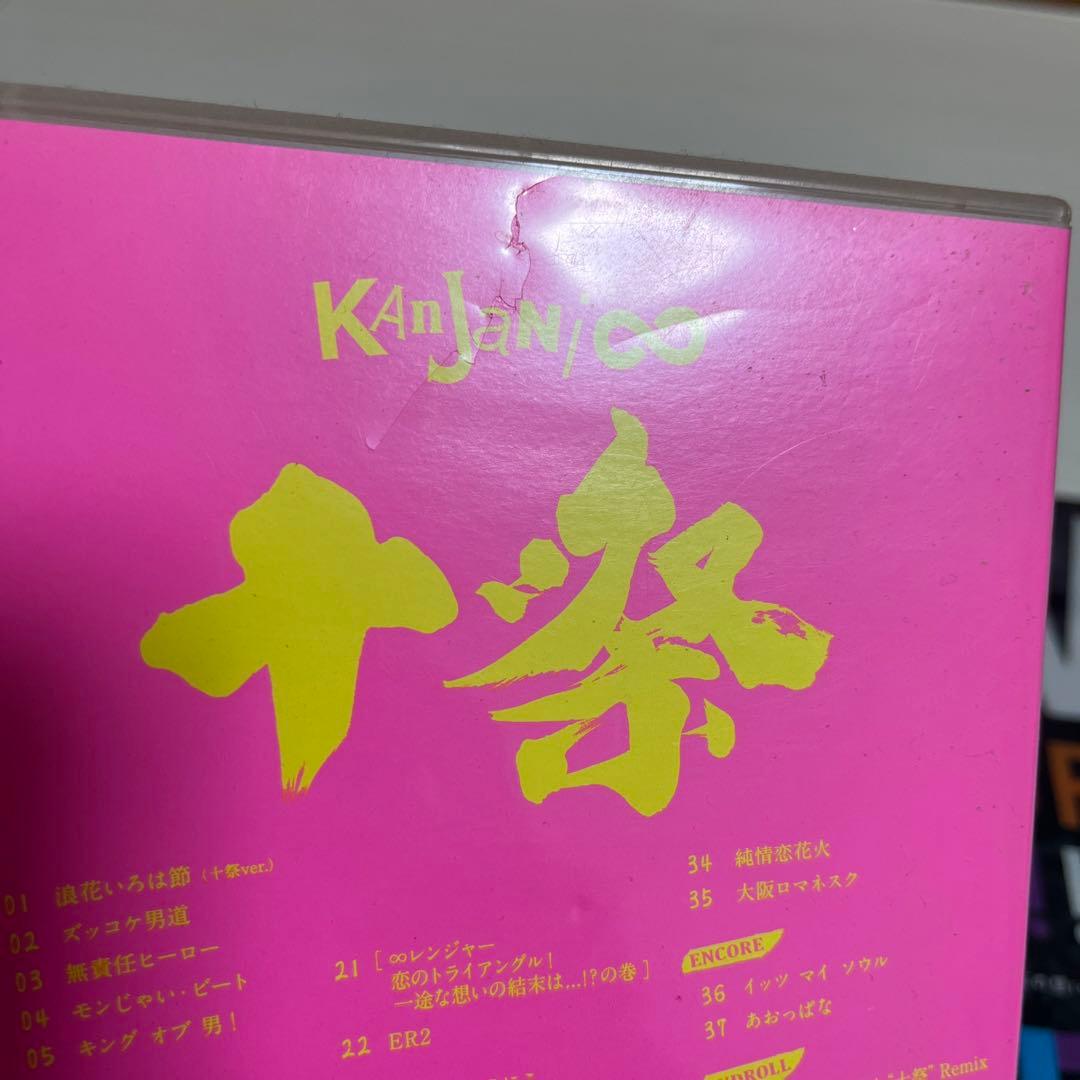 KAnJaNi∞
十祭
01 浪花いろは節（十祭ver.）
02 ズッコケ男道
03 無責任ヒーロー
04 モンじゃい・ビート
05 キング オブ 男！
21 [ ∞レンジャー
恋のトライアングル！
一途な想いの結末は…!?の巻 ]
22 ER2
34 純情恋花火
35 大阪ロマネスク
ENCORE
36 イッツ マイ ソウル
37 あおっぱな
"十祭" Remix